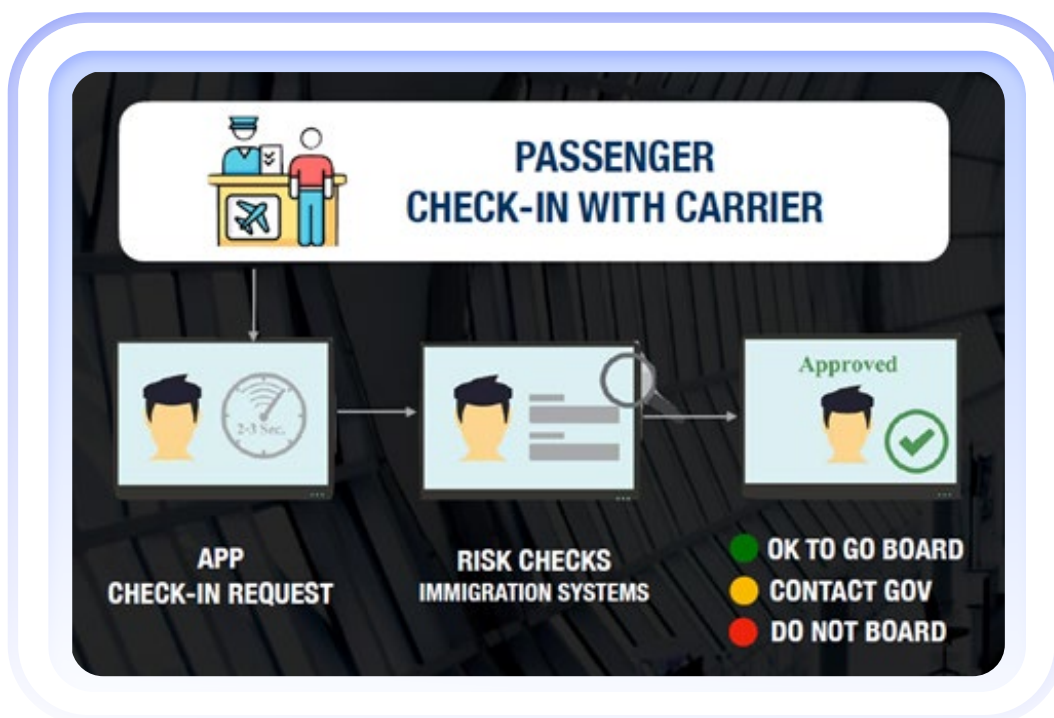 PASSENGER
CHECK-IN WITH CARRIER
2-3 Sec.
Approved
APP
CHECK-IN REQUEST
RISK CHECKS
IMMIGRATION SYSTEMS
OK TO GO BOARD
CONTACT GOV
DO NOT BOARD